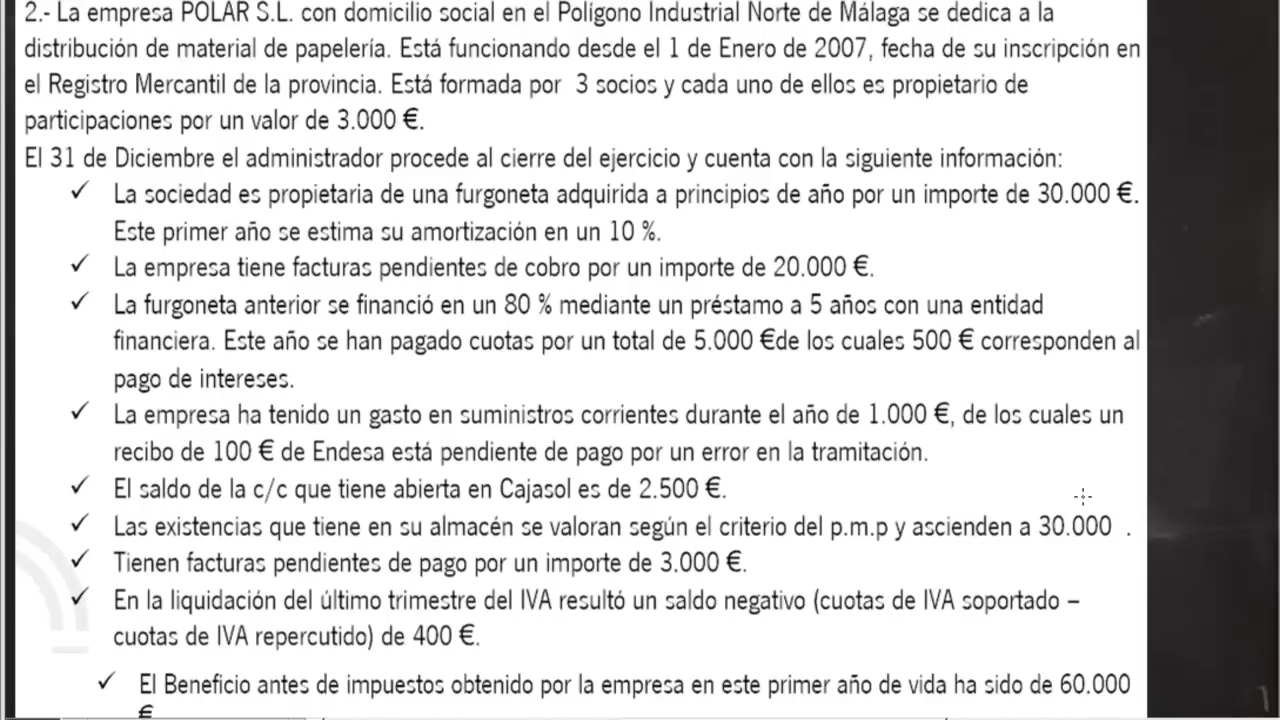 2.- La empresa POLAR S.L. con domicilio social en el Polígono Industrial Norte de Málaga se dedica a la
distribución de material de papelería. Está funcionando desde el 1 de Enero de 2007, fecha de su inscripción en
el Registro Mercantil de la provincia. Está formada por 3 socios y cada uno de ellos es propietario de
participaciones por un valor de 3.000 €.
El 31 de Diciembre el administrador procede al cierre del ejercicio y cuenta con la siguiente información:
✓ La sociedad es propietaria de una furgoneta adquirida a principios de año por un importe de 30.000 €.
Este primer año se estima su amortización en un 10 %.
✓ La empresa tiene facturas pendientes de cobro por un importe de 20.000 €.
✓ La furgoneta anterior se financió en un 80 % mediante un préstamo a 5 años con una entidad
financiera. Este año se han pagado cuotas por un total de 5.000 €de los cuales 500 € corresponden al
pago de intereses.
✓ La empresa ha tenido un gasto en suministros corrientes durante el año de 1.000 €, de los cuales un
recibo de 100 € de Endesa está pendiente de pago por un error en la tramitación.
✓ El saldo de la c/c que tiene abierta en Cajasol es de 2.500 €.
✓ Las existencias que tiene en su almacén se valoran según el criterio del p.m.p y ascienden a 30.000 .
✓ Tienen facturas pendientes de pago por un importe de 3.000 €.
✓ En la liquidación del último trimestre del IVA resultó un saldo negativo (cuotas de IVA soportado –
cuotas de IVA repercutido) de 400 €.
✓ El Beneficio antes de impuestos obtenido por la empresa en este primer año de vida ha sido de 60.000
€